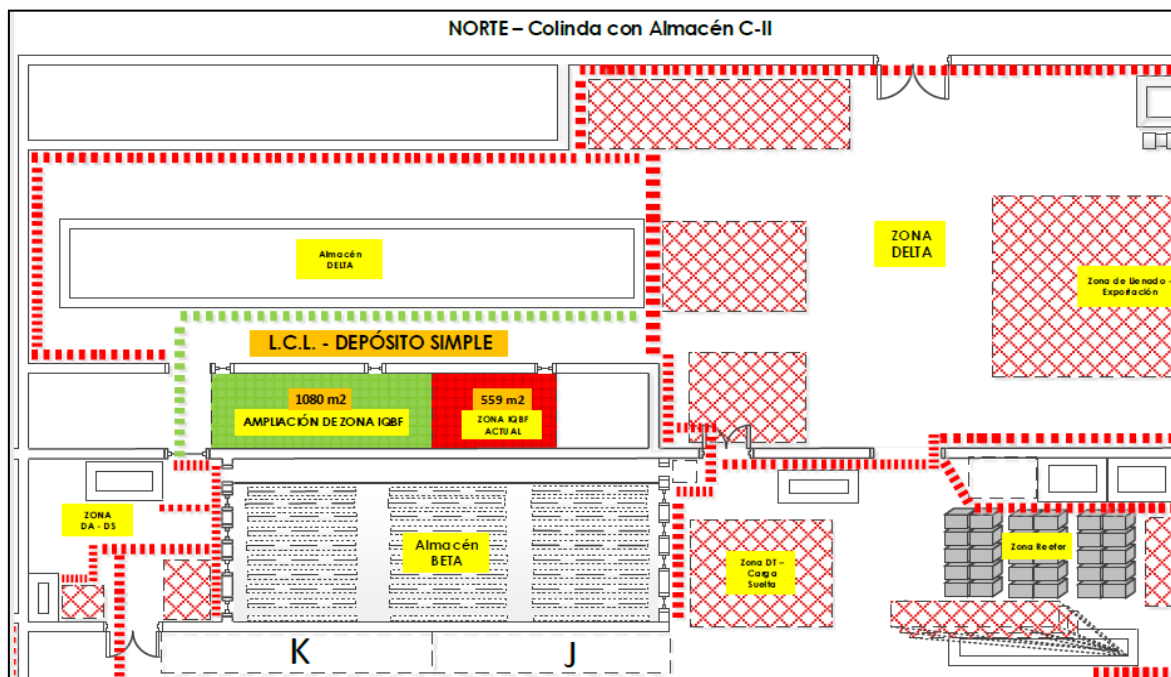 NORTE – Colinda con Almacén C-II
ZONA
DELTA
Almacén
DELTA
Zona de Llenado -
Exportación
L.C.L. - DEPÓSITO SIMPLE
1080 m2
559 m2
AMPLIACIÓN DE ZONA IQBF
ZONA IQBF
ACTUAL
ZONA
DA - DS
Almacén
BETA
Zona DT –
Carga
Suelta
Zona Reefer
K
J